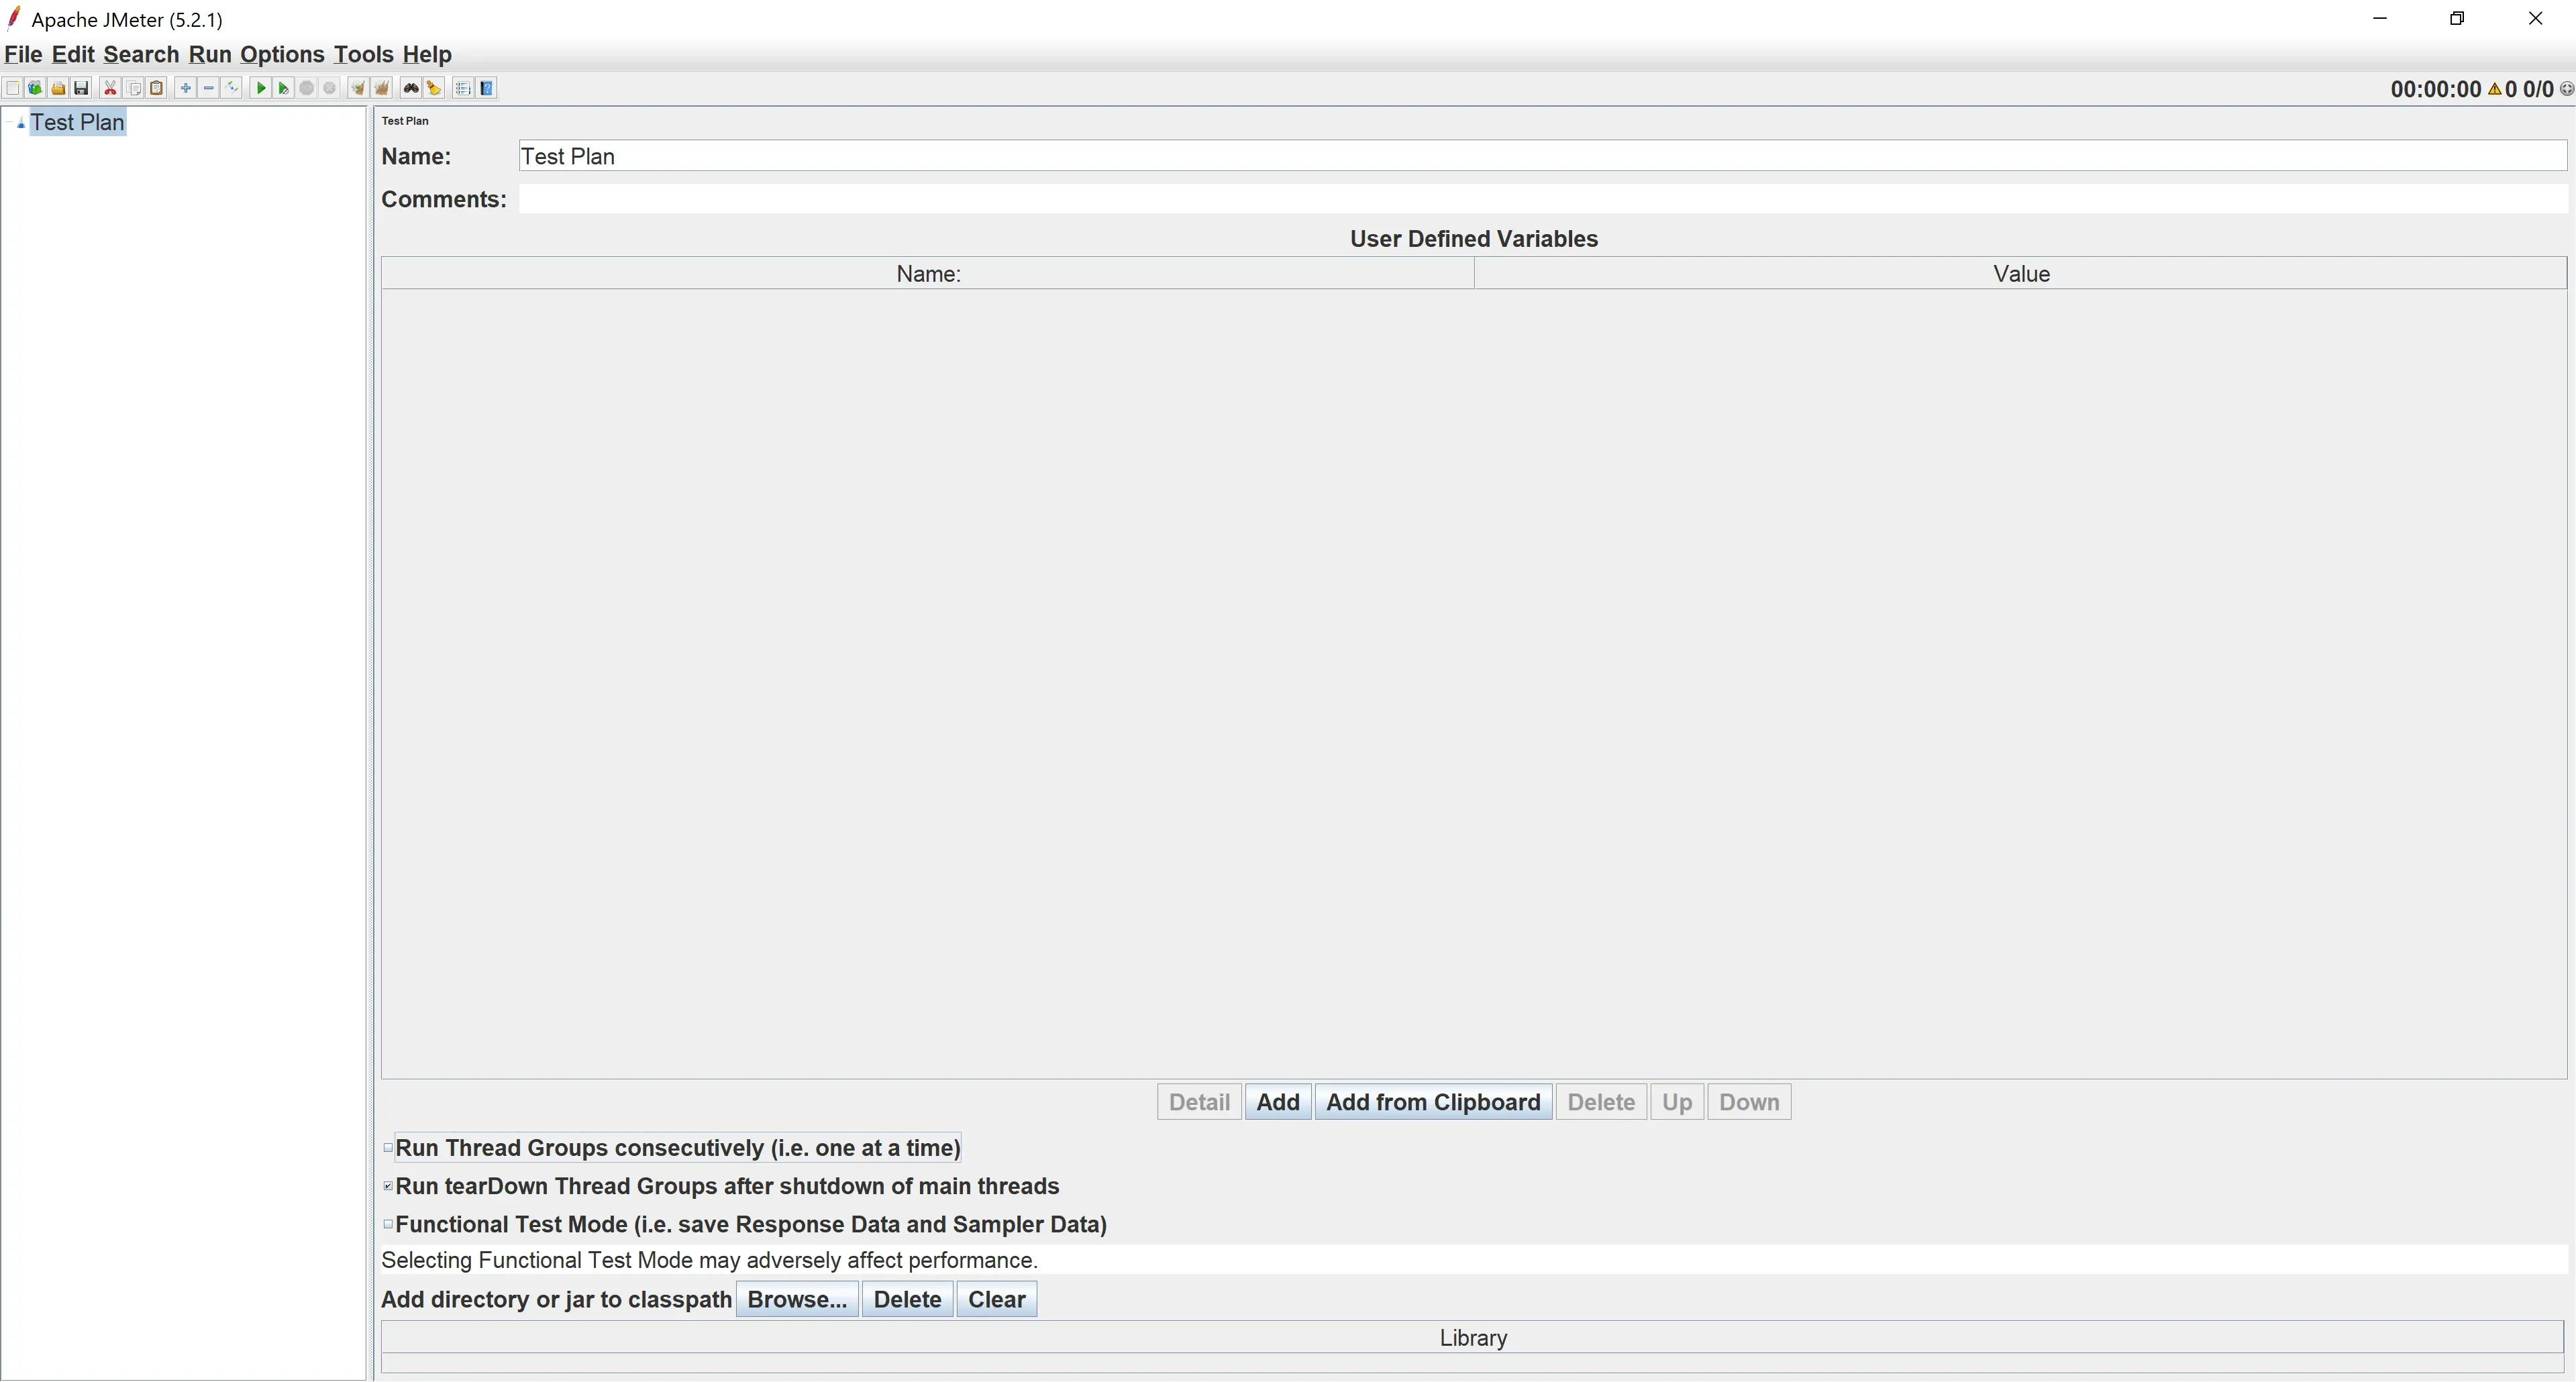 Apache JMeter (5.2.1)
File Edit Search Run Options Tools Help
00:00:00 0 0/0
Test Plan
Test Plan
Name: Test Plan
Comments:
User Defined Variables
Name: Value
Detail Add Add from Clipboard Delete Up Down
Run Thread Groups consecutively (i.e. one at a time)
Run tearDown Thread Groups after shutdown of main threads
Functional Test Mode (i.e. save Response Data and Sampler Data)
Selecting Functional Test Mode may adversely affect performance.
Add directory or jar to classpath Browse... Delete Clear
Library